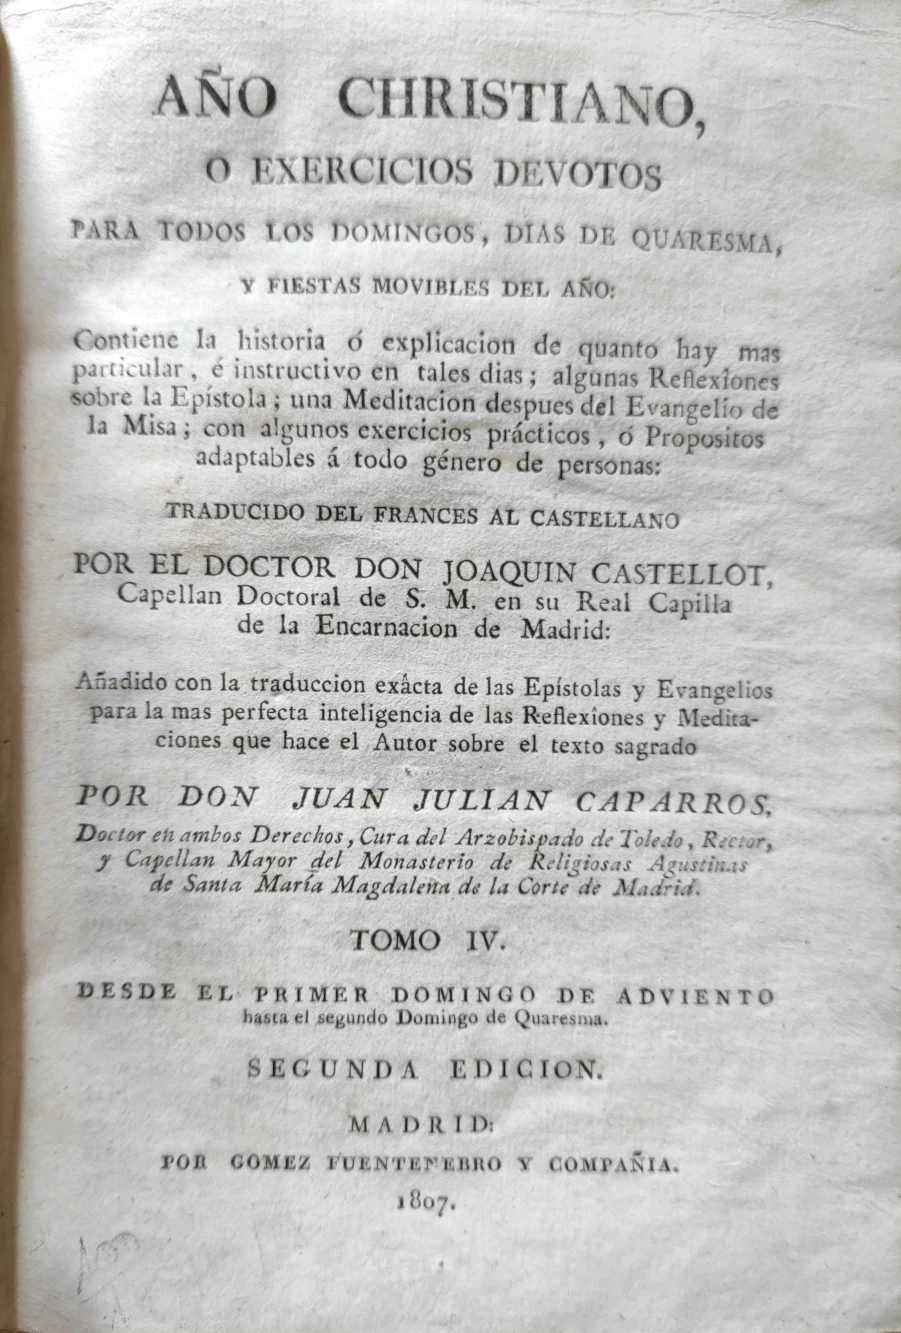 AÑO CHRISTIANO,
O EXERCICIOS DEVOTOS
PARA TODOS LOS DOMINGOS, DIAS DE QUARESMA,
Y FIESTAS MOVIBLES DEL AÑO:
Contiene la historia ó explicacion de quanto hay mas
particular, é instructivo en tales dias; algunas Reflexîones
sobre la Epístola; una Meditacion despues del Evangelio de
la Misa; con algunos exercicios prácticos, ó Propositos
adaptables á todo género de personas:
TRADUCIDO DEL FRANCES AL CASTELLANO
POR EL DOCTOR DON JOAQUIN CASTELLOT,
Capellan Doctoral de S. M. en su Real Capilla
de la Encarnacion de Madrid:
Añadido con la traduccion exâcta de las Epístolas y Evangelios
para la mas perfecta inteligencia de las Reflexîones y Medita-
ciones que hace el Autor sobre el texto sagrado
POR DON JUAN JULIAN CAPARROS,
Doctor en ambos Derechos, Cura del Arzobispado de Toledo, Rector,
y Capellan Mayor del Monasterio de Religiosas Agustinas
de Santa María Magdalena de la Corte de Madrid.
TOMO IV.
DESDE EL PRIMER DOMINGO DE ADVIENTO
hasta el segundo Domingo de Quaresma.
SEGUNDA EDICION.
MADRID:
POR GOMEZ FUENTENEBRO Y COMPAÑIA.
1807.